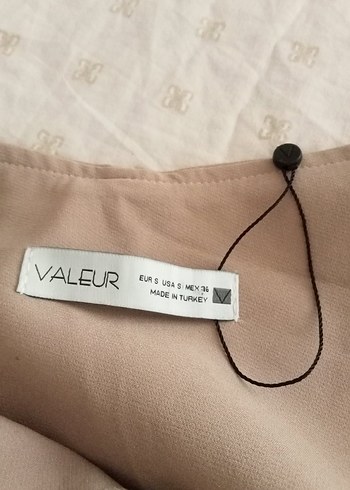 VALEUR
EUR S USA S MEX 36
MADE IN TURKEY